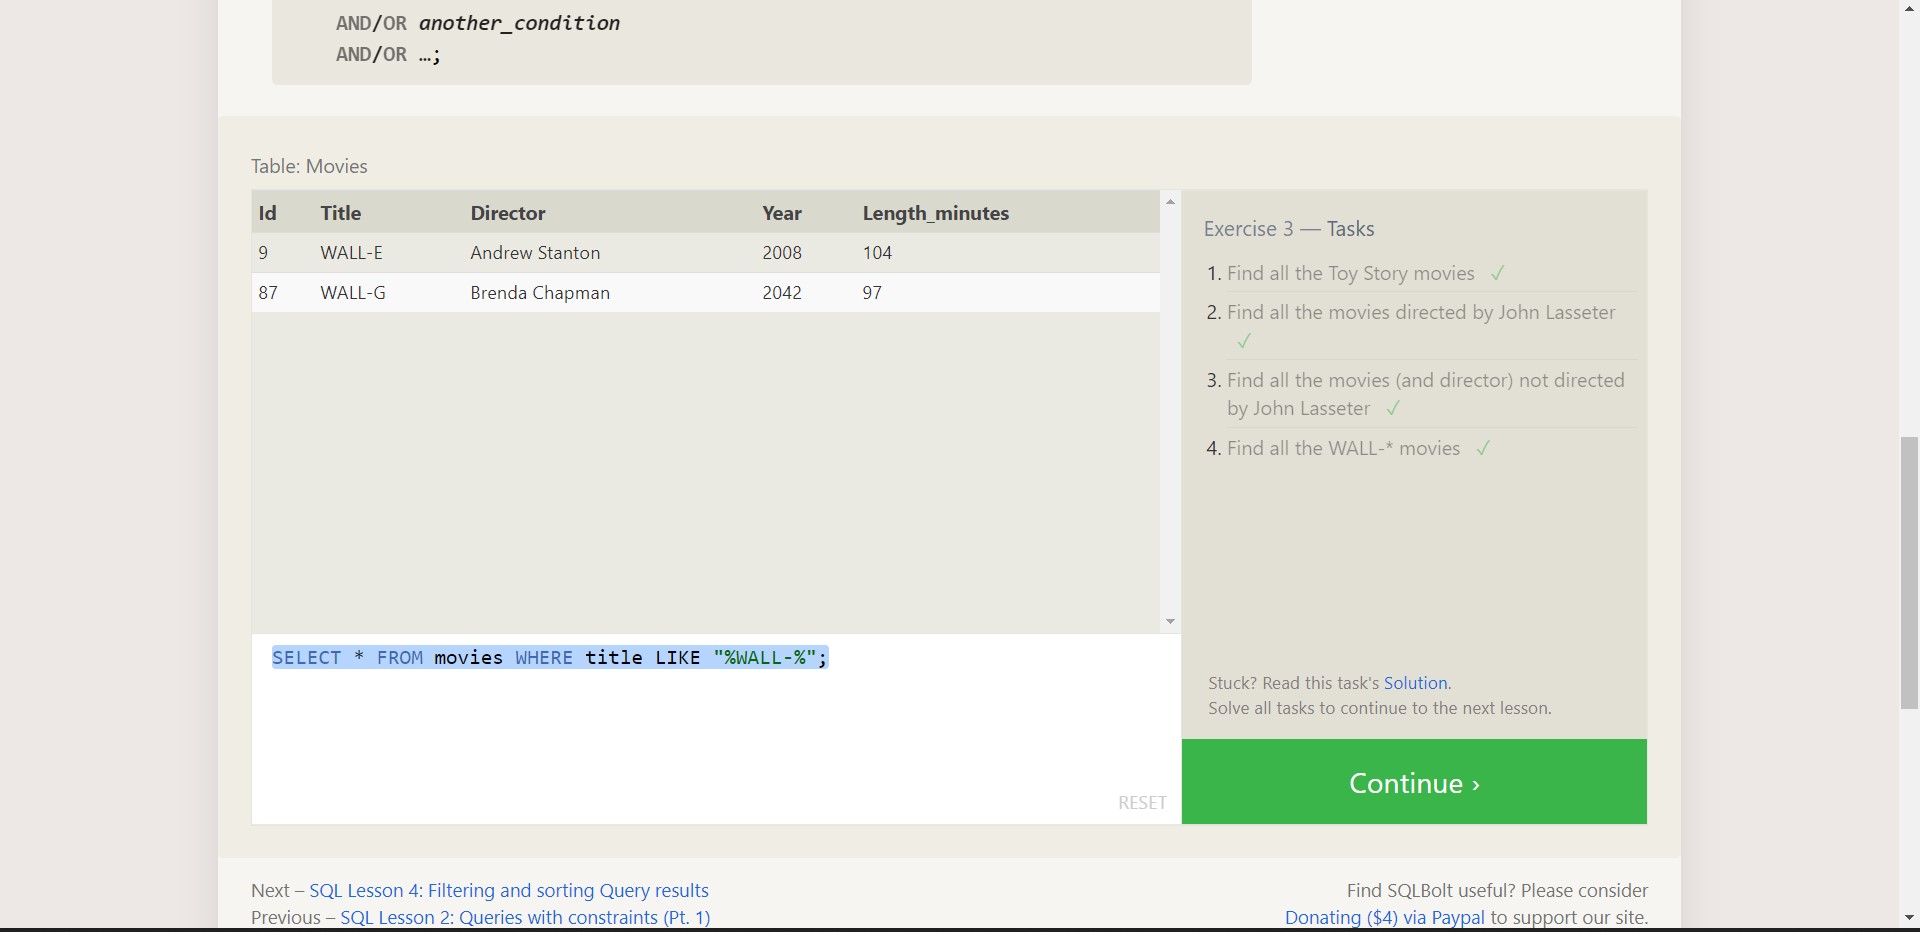 AND/OR another_condition
AND/OR …;
Table: Movies
Id Title Director Year Length_minutes
9 WALL-E Andrew Stanton 2008 104
87 WALL-G Brenda Chapman 2042 97
SELECT * FROM movies WHERE title LIKE "%WALL-%";
RESET
Exercise 3 — Tasks
1. Find all the Toy Story movies ✓
2. Find all the movies directed by John Lasseter
✓
3. Find all the movies (and director) not directed
by John Lasseter ✓
4. Find all the WALL-* movies ✓
Stuck? Read this task's Solution.
Solve all tasks to continue to the next lesson.
Continue ›
Next – SQL Lesson 4: Filtering and sorting Query results
Previous – SQL Lesson 2: Queries with constraints (Pt. 1)
Find SQLBolt useful? Please consider
Donating ($4) via Paypal to support our site.